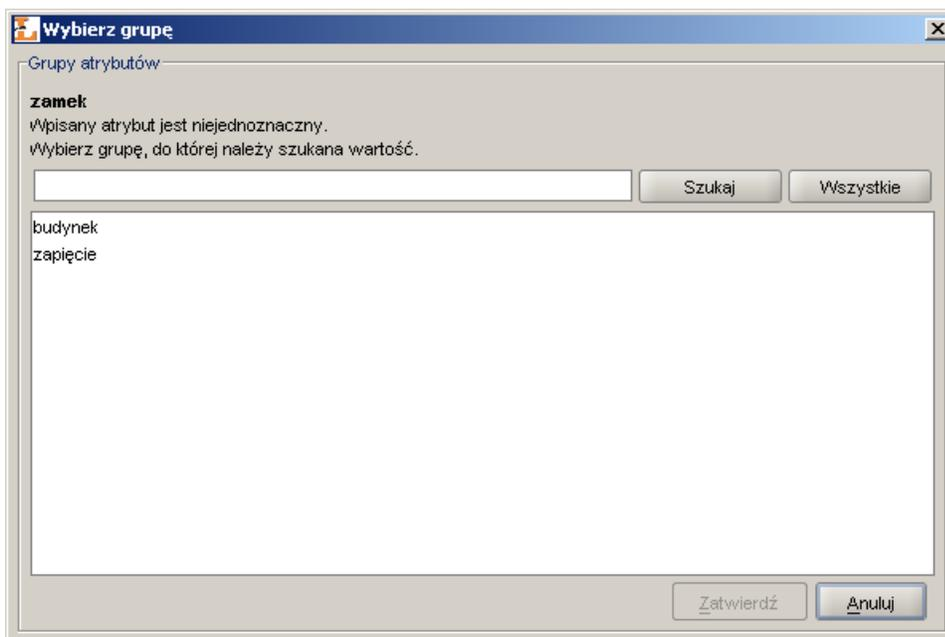 Wybierz grupę
Grupy atrybutów
zamek
Wpisany atrybut jest niejednoznaczny.
Wybierz grupę, do której należy szukana wartość.
Szukaj Wszystkie
budynek
zapięcie
Zatwierdź Anuluj